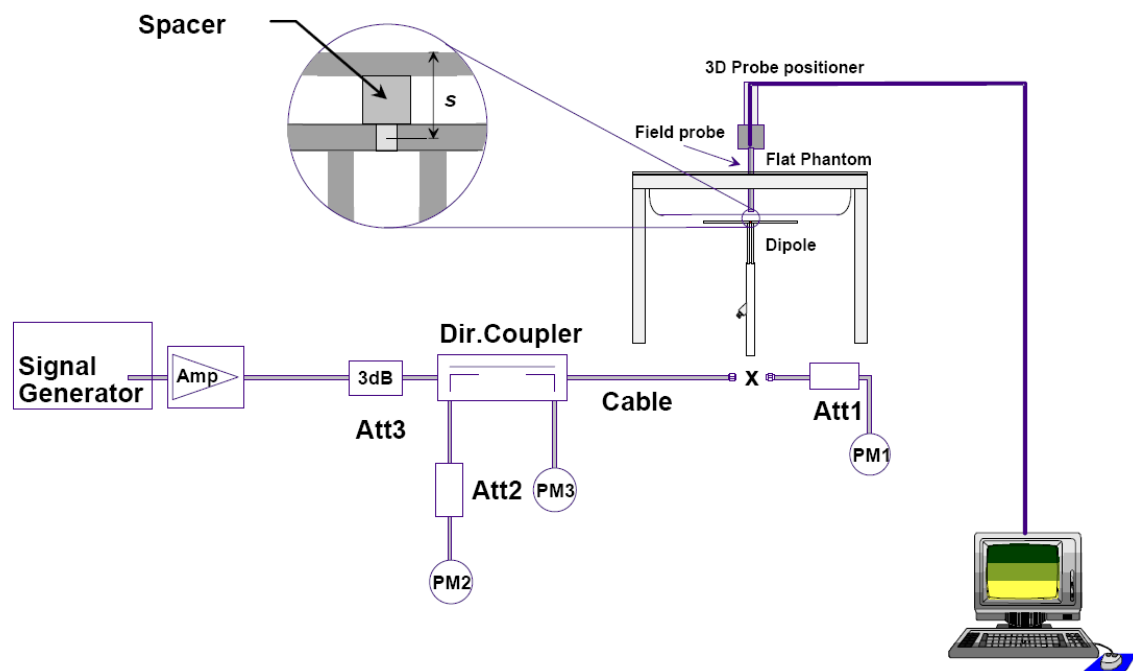 Spacer
s
3D Probe positioner
Field probe
Flat Phantom
Dipole
Dir.Coupler
Signal
Generator
Amp
3dB
Cable
x
Att1
Att3
PM1
Att2
PM3
PM2